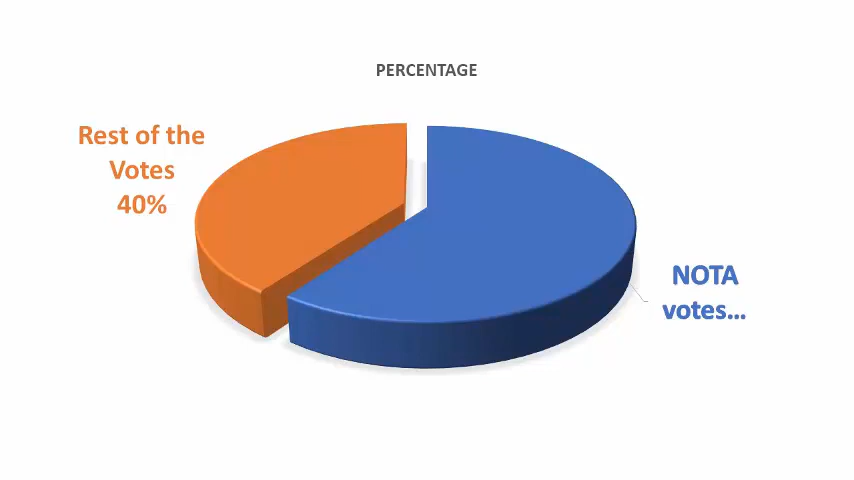 PERCENTAGE
Rest of the
Votes
40%
NOTA
votes...